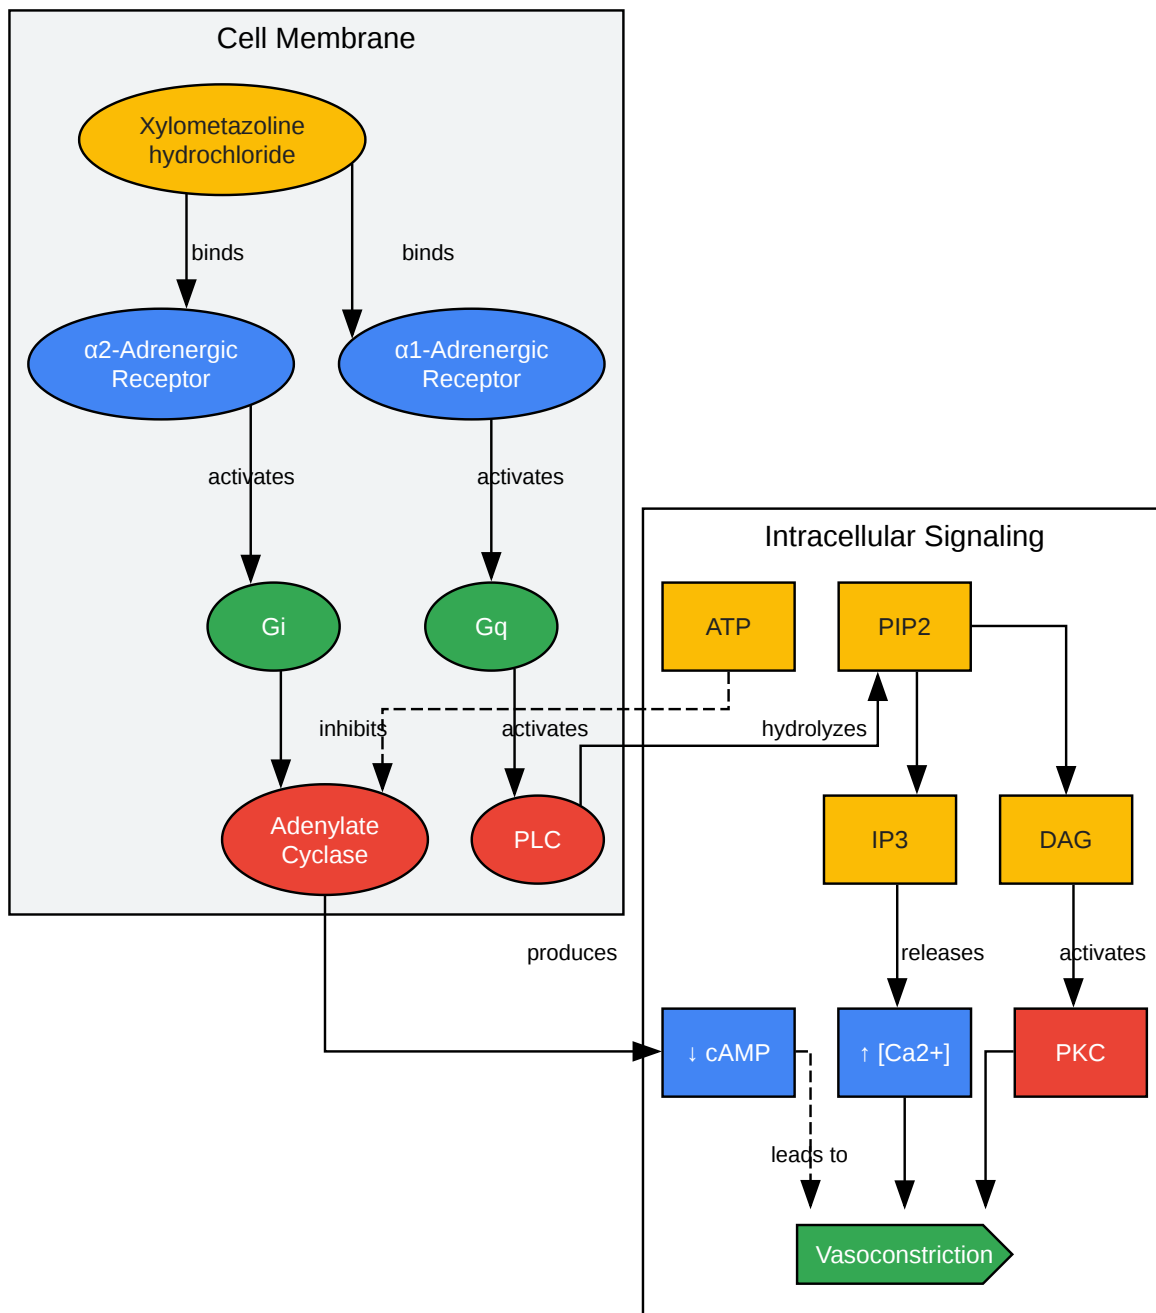 Cell Membrane
Xylometazoline
hydrochloride
binds
binds
α2-Adrenergic
Receptor
α1-Adrenergic
Receptor
activates
activates
Intracellular Signaling
Gi
Gq
ATP
PIP2
inhibits
activates
hydrolyzes
Adenylate
Cyclase
PLC
IP3
DAG
produces
releases
activates
↓ cAMP
↑ [Ca2+]
PKC
leads to
Vasoconstriction